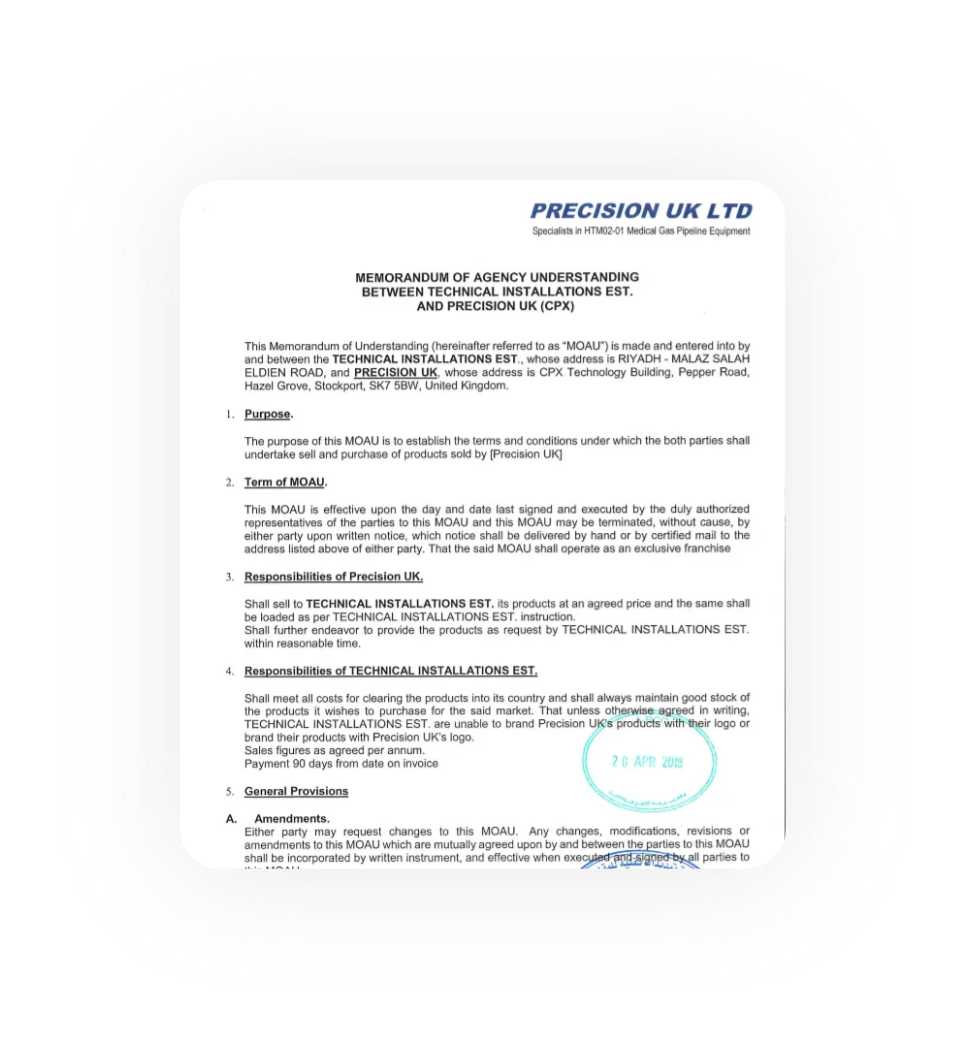 PRECISION UK LTD
Specialists in HTM02-01 Medical Gas Pipeline Equipment
MEMORANDUM OF AGENCY UNDERSTANDING
BETWEEN TECHNICAL INSTALLATIONS EST.
AND PRECISION UK (CPX)
This Memorandum of Understanding (hereinafter referred to as “MOAU”) is made and entered into by
and between the TECHNICAL INSTALLATIONS EST., whose address is RIYADH - MALAZ SALAH
ELDIEN ROAD, and PRECISION UK, whose address is CPX Technology Building, Pepper Road,
Hazel Grove, Stockport, SK7 5BW, United Kingdom.
1. Purpose.
The purpose of this MOAU is to establish the terms and conditions under which the both parties shall
undertake sell and purchase of products sold by [Precision UK]
2. Term of MOAU.
This MOAU is effective upon the day and date last signed and executed by the duly authorized
representatives of the parties to this MOAU and this MOAU may be terminated, without cause, by
either party upon written notice, which notice shall be delivered by hand or by certified mail to the
address listed above of either party. That the said MOAU shall operate as an exclusive franchise
3. Responsibilities of Precision UK.
Shall sell to TECHNICAL INSTALLATIONS EST. its products at an agreed price and the same shall
be loaded as per TECHNICAL INSTALLATIONS EST. instruction.
Shall further endeavor to provide the products as request by TECHNICAL INSTALLATIONS EST.
within reasonable time.
4. Responsibilities of TECHNICAL INSTALLATIONS EST.
Shall meet all costs for clearing the products into its country and shall always maintain good stock of
the products it wishes to purchase for the said market. That unless otherwise agreed in writing,
TECHNICAL INSTALLATIONS EST. are unable to brand Precision UK's products with their logo or
brand their products with Precision UK's logo.
Sales figures as agreed per annum.
Payment 90 days from date on invoice
APR
5. General Provisions
A. Amendments.
Either party may request changes to this MOAU. Any changes, modifications, revisions or
amendments to this MOAU which are mutually agreed upon by and between the parties to this MOAU
shall be incorporated by written instrument, and effective when executed and signed by all parties to
this MOAU